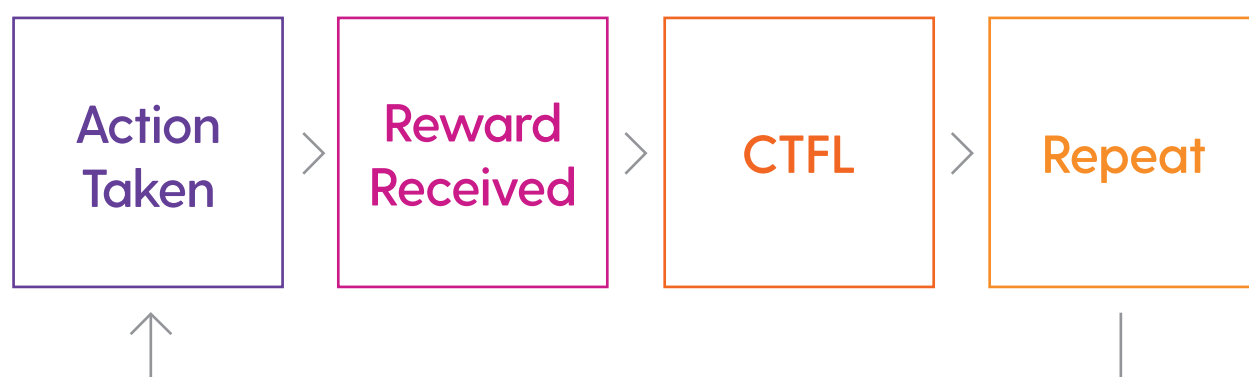 Action
Taken
Reward
Received
CTFL
Repeat